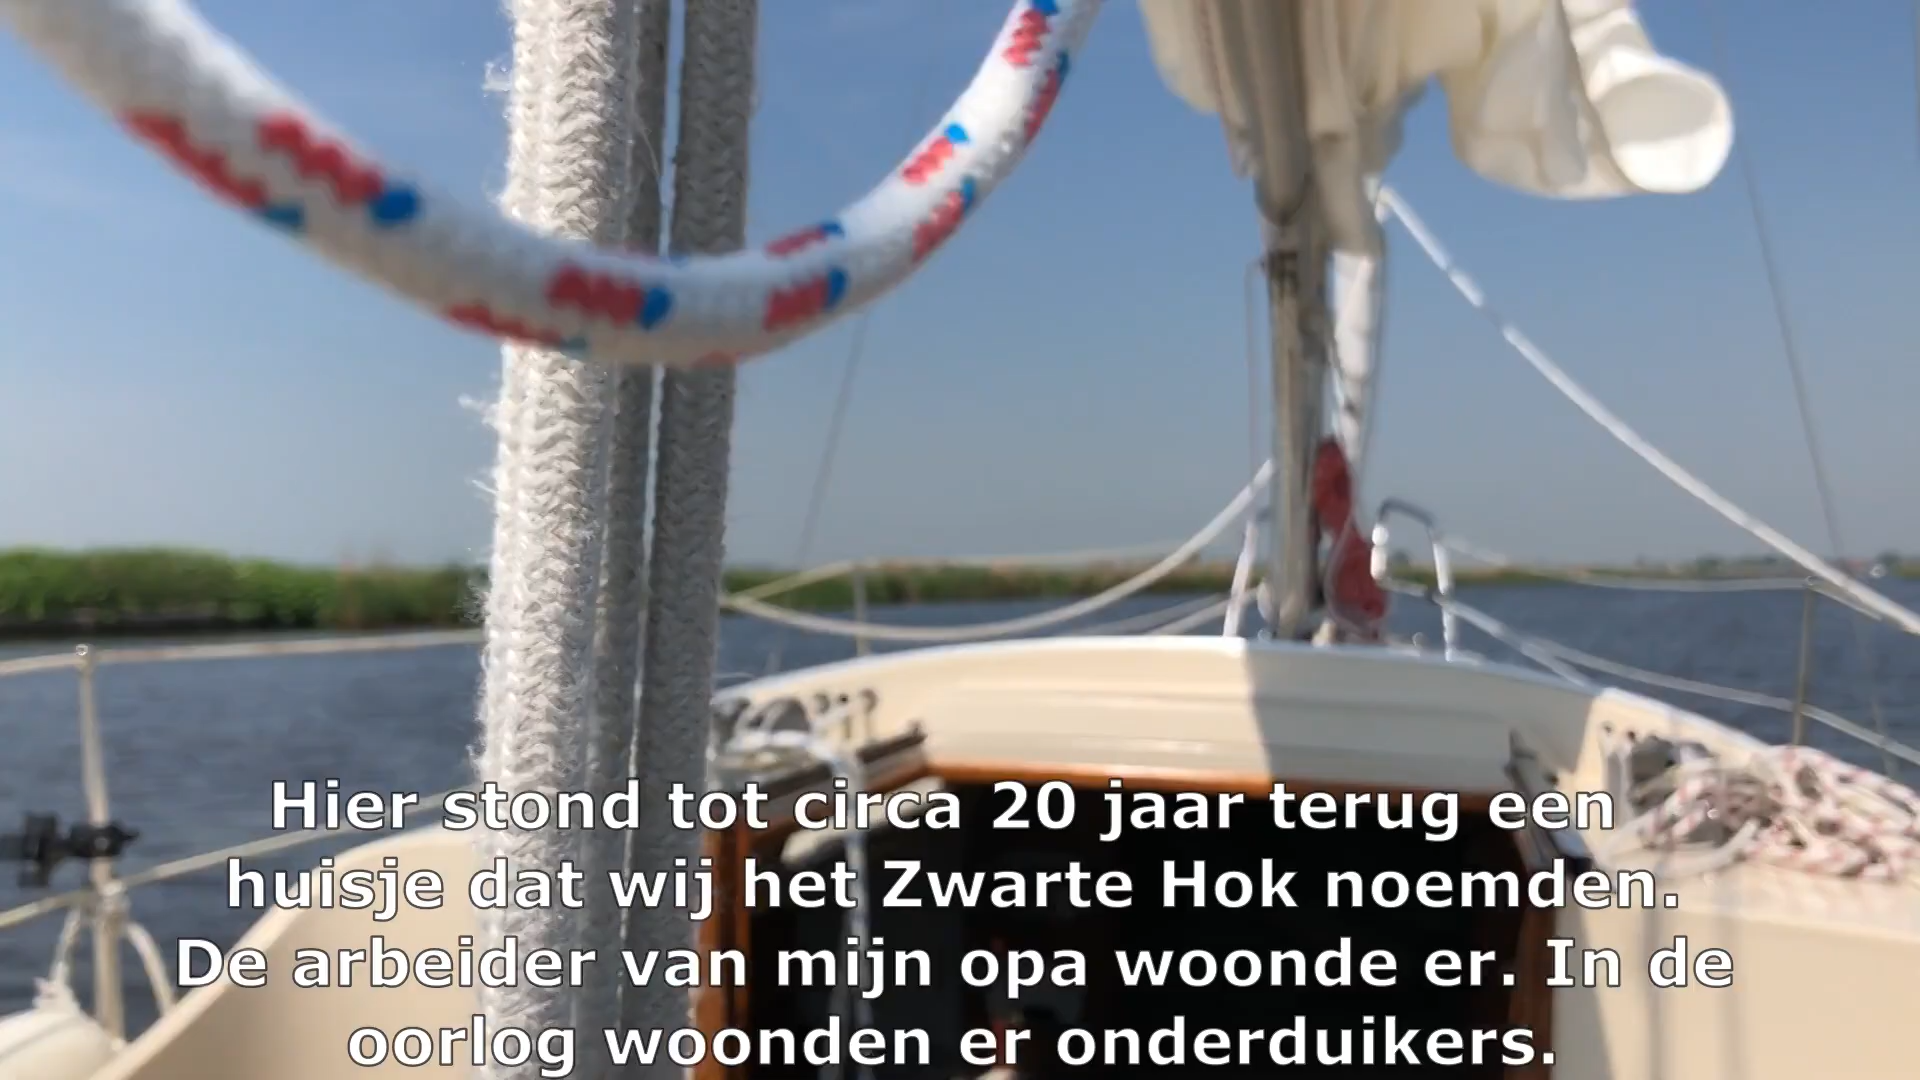 Hier stond tot circa 20 jaar terug een
huisje dat wij het Zwarte Hok noemden.
De arbeider van mijn opa woonde er. In de
oorlog woonden er onderduikers.